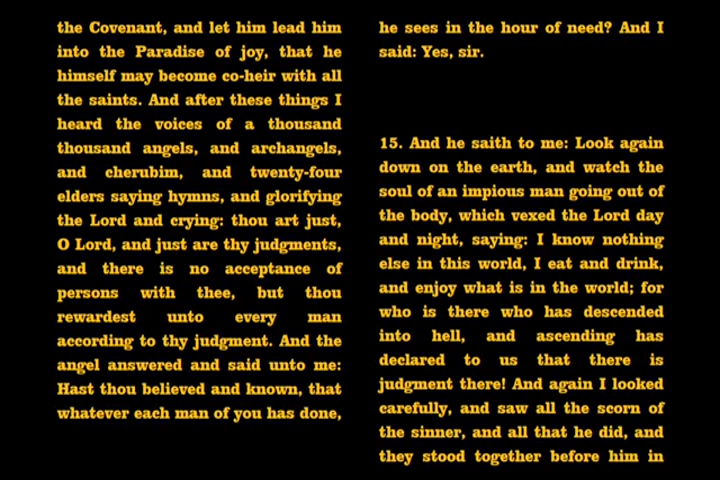 the Covenant, and let him lead him
into the Paradise of joy, that he
himself may become co-heir with all
the saints. And after these things I
heard the voices of a thousand
thousand angels, and archangels,
and cherubim, and twenty-four
elders saying hymns, and glorifying
the Lord and crying: thou art just,
O Lord, and just are thy judgments,
and there is no acceptance of
persons with thee, but thou
rewardest unto every man
according to thy judgment. And the
angel answered and said unto me:
Hast thou believed and known, that
whatever each man of you has done,
he sees in the hour of need? And I
said: Yes, sir.
15. And he saith to me: Look again
down on the earth, and watch the
soul of an impious man going out of
the body, which vexed the Lord day
and night, saying: I know nothing
else in this world, I eat and drink,
and enjoy what is in the world; for
who is there who has descended
into hell, and ascending has
declared to us that there is
judgment there! And again I looked
carefully, and saw all the scorn of
the sinner, and all that he did, and
they stood together before him in